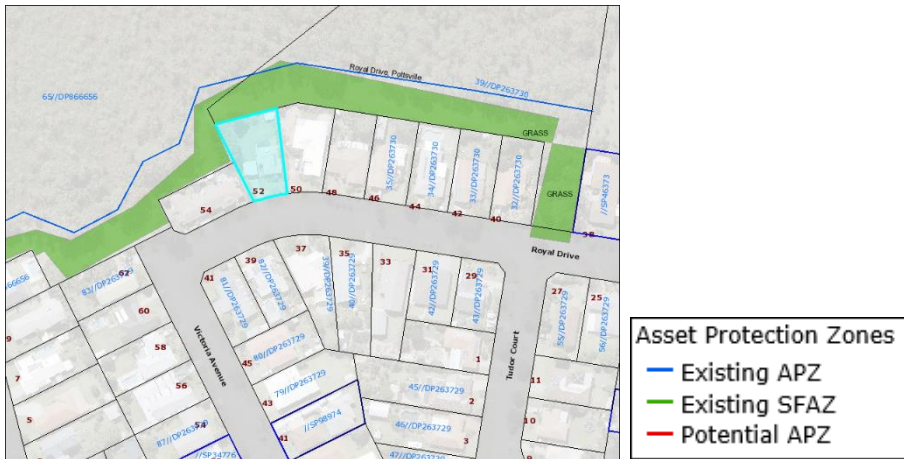 Royal Drive, Pottsville
39//DP263730
65//DP866656
GRASS
GRASS
//SP46373
35//DP263730
34//DP263730
33//DP263730
32//DP263730
54
52
50
48
46
44
42
40
38
Royal Drive
62
83//DP263729
60
58
56
54
9
7
5
87//DP263729
//SP34776
Victoria Avenue
41
39
37
35
33
31
29
27
25
81//DP263729
82//DP263729
40//DP263729
42//DP263729
43//DP263729
55//DP263729
56//DP263729
45
80//DP263729
43
79//DP263729
41
//SP98974
1
45//DP263729
2
46//DP263729
3
47//DP263729
Tudor Court
11
10
9
Asset Protection Zones
Existing APZ
Existing SFAZ
Potential APZ